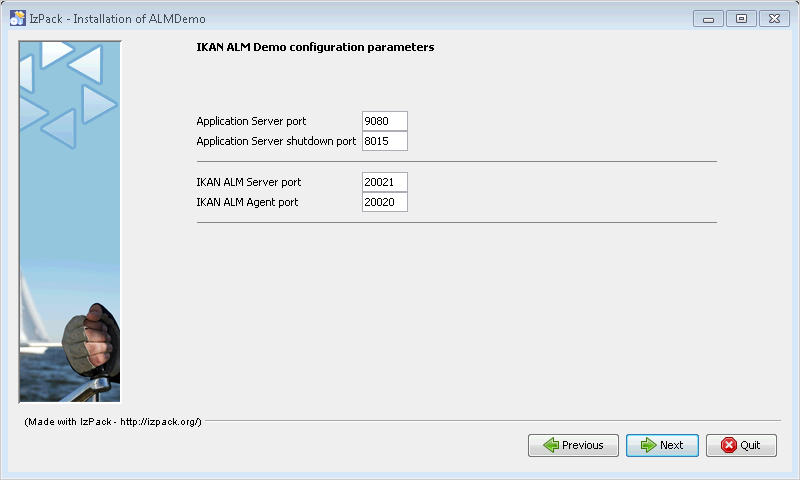 IzPack - Installation of ALMDemo
IKAN ALM Demo configuration parameters
Application Server port 9080
Application Server shutdown port 8015
IKAN ALM Server port 20021
IKAN ALM Agent port 20020
(Made with IzPack - http://izpack.org/)
Previous Next Quit